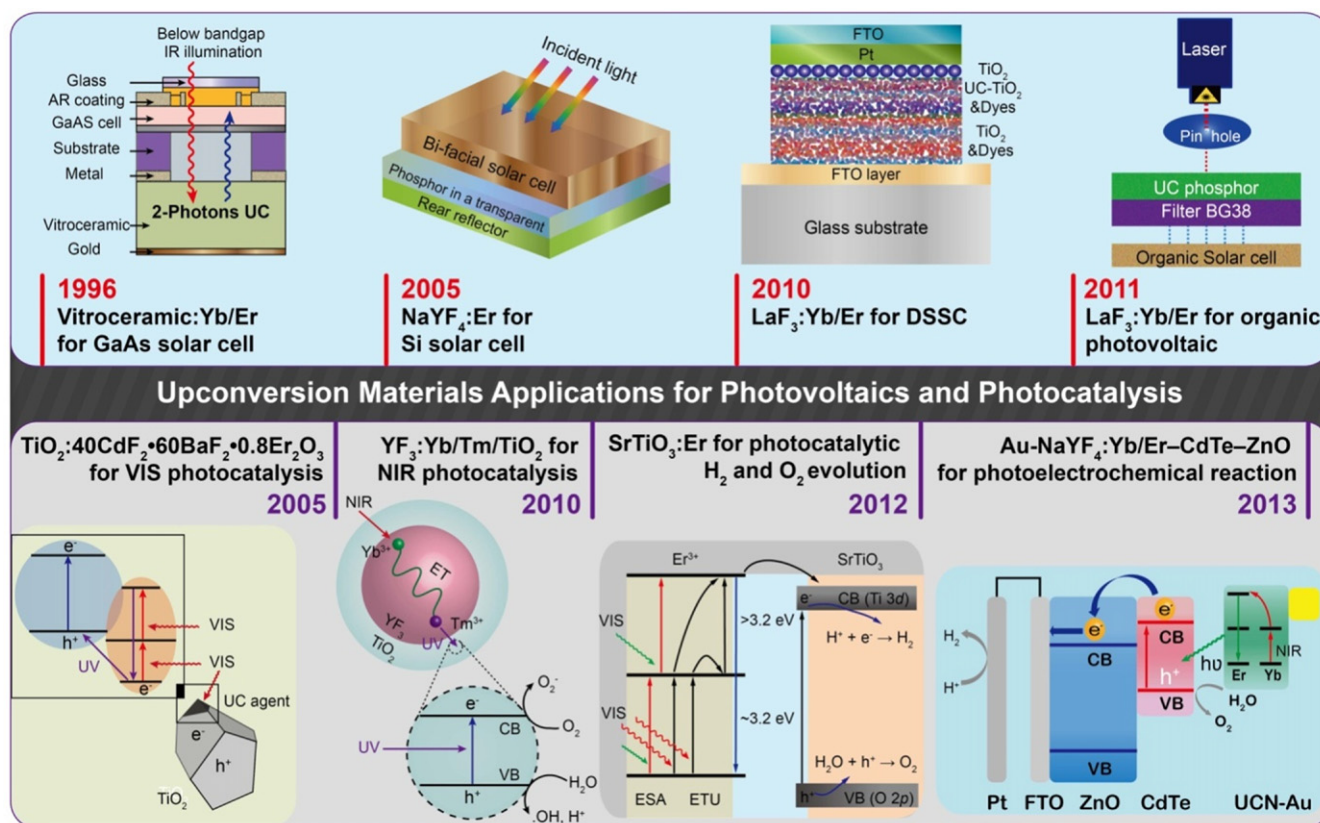 Below bandgap
IR illumination
Glass
AR coating
GaAS cell
Substrate
Metal
2-Photons UC
Vitroceramic
Gold
1996
Vitroceramic:Yb/Er
for GaAs solar cell
Incident light
Bi-facial solar cell
Phosphor in a transparent
Rear reflector
2005
NaYF₄:Er for
Si solar cell
FTO
Pt
TiO₂
UC-TiO₂
&Dyes
TiO₂
&Dyes
FTO layer
Glass substrate
2010
LaF₃:Yb/Er for DSSC
Laser
Pin hole
UC phosphor
Filter BG38
Organic Solar cell
2011
LaF₃:Yb/Er for organic
photovoltaic
Upconversion Materials Applications for Photovoltaics and Photocatalysis
TiO₂:40CdF₂•60BaF₂•0.8Er₂O₃
for VIS photocatalysis
2005
e⁻
h⁺
UV
VIS
VIS
e⁻
UC agent
e⁻
h⁺
TiO₂
YF₃:Yb/Tm/TiO₂ for
NIR photocatalysis
2010
NIR
Yb³⁺
ET
Tm³⁺
YF₃
UV
TiO₂
O₂⁻
e⁻
CB
O₂
UV
VB
H₂O
h⁺
.OH, H⁺
SrTiO₃:Er for photocatalytic
H₂ and O₂ evolution
2012
Er³⁺
SrTiO₃
e⁻
CB (Ti 3d)
>3.2 eV
H⁺ + e⁻ → H₂
VIS
VIS
~3.2 eV
H₂O + h⁺ → O₂
h⁺
VB (O 2p)
ESA
ETU
Au-NaYF₄:Yb/Er–CdTe–ZnO
for photoelectrochemical reaction
2013
H₂
H⁺
e⁻
e⁻
CB
CB
h⁺
VB
VB
hυ
NIR
Er
Yb
H₂O
O₂
Pt
FTO
ZnO
CdTe
UCN-Au